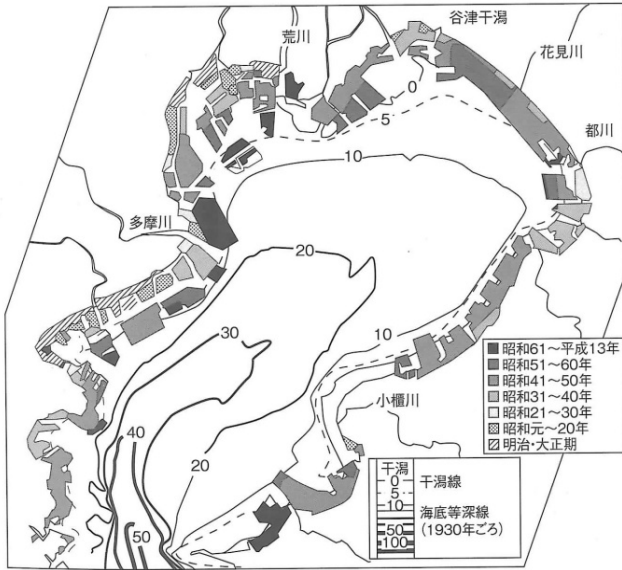 谷津干潟
荒川
花見川
0
5
都川
10
多摩川
20
10
30
小櫃川
40
20
50
昭和61〜平成13年
昭和51〜60年
昭和41〜50年
昭和31〜40年
昭和21〜30年
昭和元〜20年
明治・大正期
干潟
0
5
10
50
100
干潟線
海底等深線
(1930年ごろ)